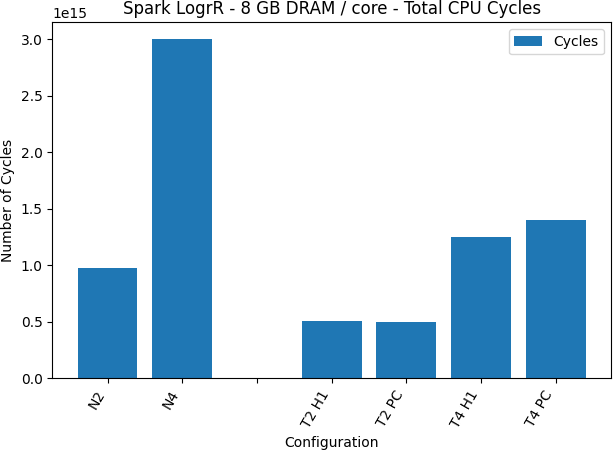 Spark LogrR - 8 GB DRAM / core - Total CPU Cycles
1e15
Cycles
3.0
2.5
2.0
1.5
1.0
0.5
0.0
Number of Cycles
N2
N4
T2 H1
T2 PC
T4 H1
T4 PC
Configuration